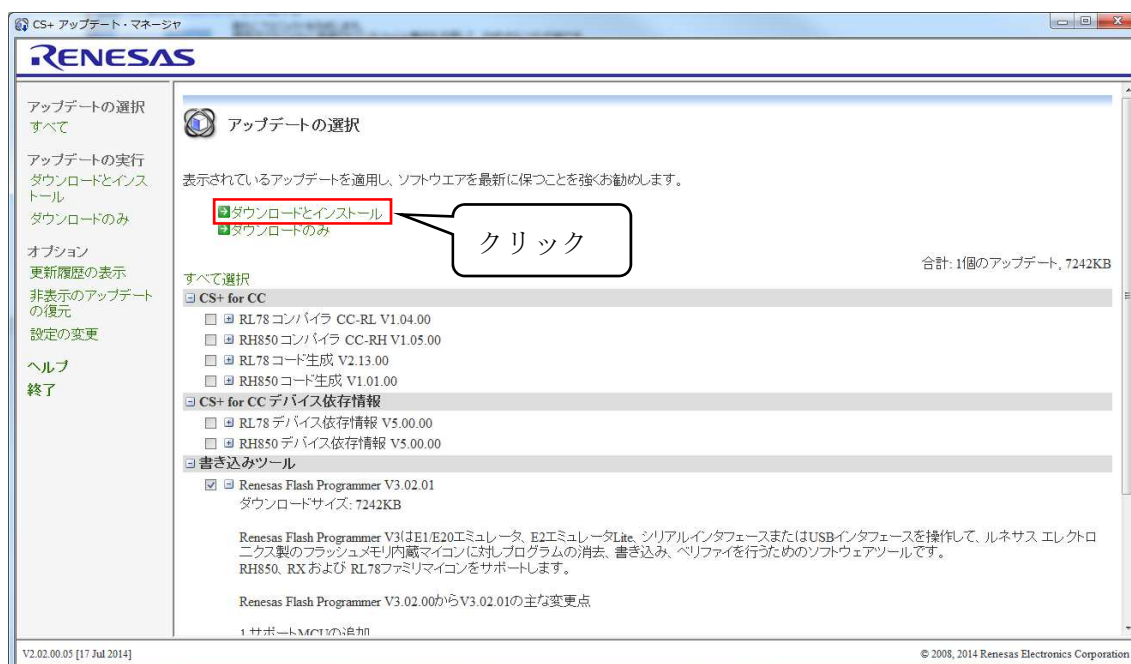 CS+ アップデート・マネージャ
RENESAS
アップデートの選択
すべて
アップデートの実行
ダウンロードとインス
トール
ダウンロードのみ
オプション
更新履歴の表示
非表示のアップデート
の復元
設定の変更
ヘルプ
終了
アップデートの選択
表示されているアップデートを適用し、ソフトウエアを最新に保つことを強くお勧めします。
ダウンロードとインストール
ダウンロードのみ
クリック
合計: 1個のアップデート, 7242KB
すべて選択
CS+ for CC
RL78 コンパイラ CC-RL V1.04.00
RH850 コンパイラ CC-RH V1.05.00
RL78 コード生成 V2.13.00
RH850 コード生成 V1.01.00
CS+ for CC デバイス依存情報
RL78 デバイス依存情報 V5.00.00
RH850 デバイス依存情報 V5.00.00
書き込みツール
Renesas Flash Programmer V3.02.01
ダウンロードサイズ: 7242KB
Renesas Flash Programmer V3はE1/E20エミュレータ、E2エミュレータLite、シリアルインタフェースまたはUSBインタフェースを操作して、ルネサス エレクトロ
ニクス製のフラッシュメモリ内蔵マイコンに対しプログラムの消去、書き込み、ベリファイを行うためのソフトウェアツールです。
RH850、RX および RL78ファミリマイコンをサポートします。
Renesas Flash Programmer V3.02.00からV3.02.01の主な変更点
1.サポートMCUの追加
V2.02.00.05 [17 Jul 2014]
© 2008, 2014 Renesas Electronics Corporation